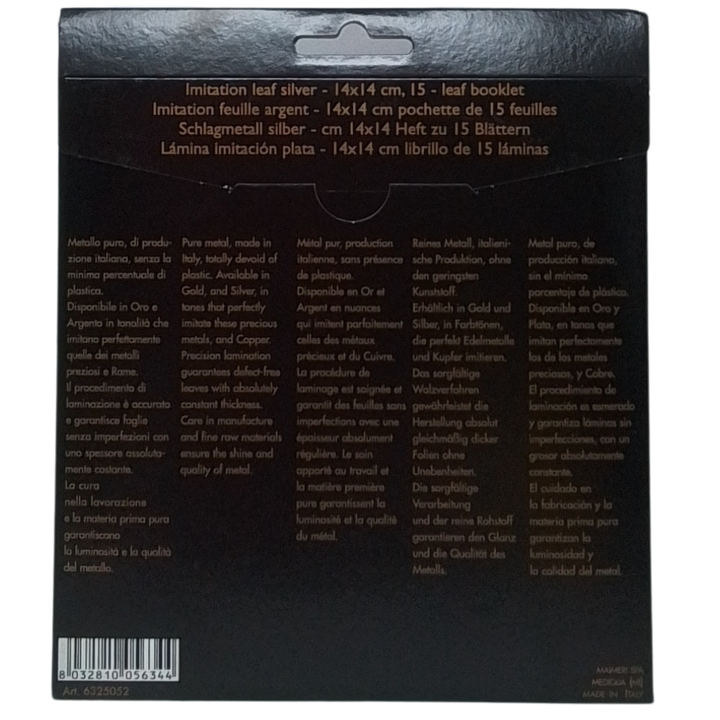 Imitation leaf silver - 14x14 cm, 15 - leaf booklet
Imitation feuille argent - 14x14 cm pochette de 15 feuilles
Schlagmetall silber - cm 14x14 Heft zu 15 Blättern
Lámina imitación plata - 14x14 cm librillo de 15 láminas
Metallo puro, di produ-
zione italiana, senza la
minima percentuale di
plastica.
Disponibile in Oro e
Argento in tonalità che
imitano perfettamente
quelle dei metalli
preziosi e Rame.
Il procedimento di
laminazione è accurato
e garantisce foglie
senza imperfezioni con
uno spessore assoluta-
mente costante.
La cura
nella lavorazione
e la materia prima pura
garantiscono
la luminosità e la qualità
del metallo.
Pure metal, made in
Italy, totally devoid of
plastic. Available in
Gold, and Silver, in
tones that perfectly
imitate these precious
metals, and Copper.
Precision lamination
guarantees defect-free
leaves with absolutely
constant thickness.
Care in manufacture
and fine raw materials
ensure the shine and
quality of metal.
Métal pur, production
italienne, sans présence
de plastique.
Disponible en Or et
Argent en nuances
qui imitent parfaitement
celles des métaux
précieux et du Cuivre.
La procédure de
laminage est soignée et
garantit des feuilles sans
imperfections avec une
épaisseur absolument
régulière. Le soin
apporté au travail et
la matière première
pure garantissent la
luminosité et la qualité
du métal.
Reines Metall, italieni-
sche Produktion, ohne
den geringsten
Kunststoff.
Erhältlich in Gold und
Silber, in Farbtönen,
die perfekt Edelmetalle
und Kupfer imitieren.
Das sorgfältige
Walzverfahren
gewährleistet die
Herstellung absolut
gleichmäßig dicker
Folien ohne
Unebenheiten.
Die sorgfältige
Verarbeitung
und der reine Rohstoff
garantieren den Glanz
und die Qualität des
Metalls.
Metal puro, de
producción italiana,
sin el mínimo
porcentaje de plástico.
Disponible en Oro y
Plata, en tonos que
imitan perfectamente
los de los metales
preciosos, y Cobre.
El procedimiento de
laminación es esmerado
y garantiza láminas sin
imperfecciones, con un
grosor absolutamente
constante.
El cuidado en
la fabricación y la
materia prima pura
garantizan la
luminosidad y
la calidad del metal.
8 032810 056344
Art. 6325052
MAIMERI SPA
MEDIGLIA (MI)
MADE IN ITALY